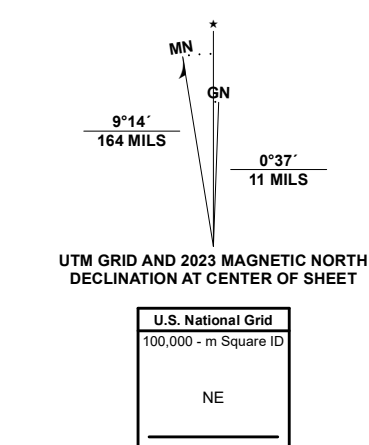 MN
GN
9°14´
164 MILS
0°37´
11 MILS
UTM GRID AND 2023 MAGNETIC NORTH
DECLINATION AT CENTER OF SHEET
U.S. National Grid
100,000 - m Square ID
NE